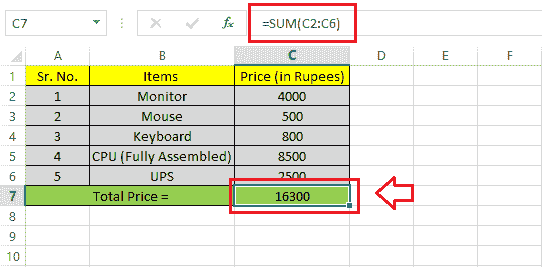 C7 fx =SUM(C2:C6)
A B C D E F
1 Sr. No. Items Price (in Rupees)
2 1 Monitor 4000
3 2 Mouse 500
4 3 Keyboard 800
5 4 CPU (Fully Assembled) 8500
6 5 UPS 2500
7 Total Price = 16300
8
9
10